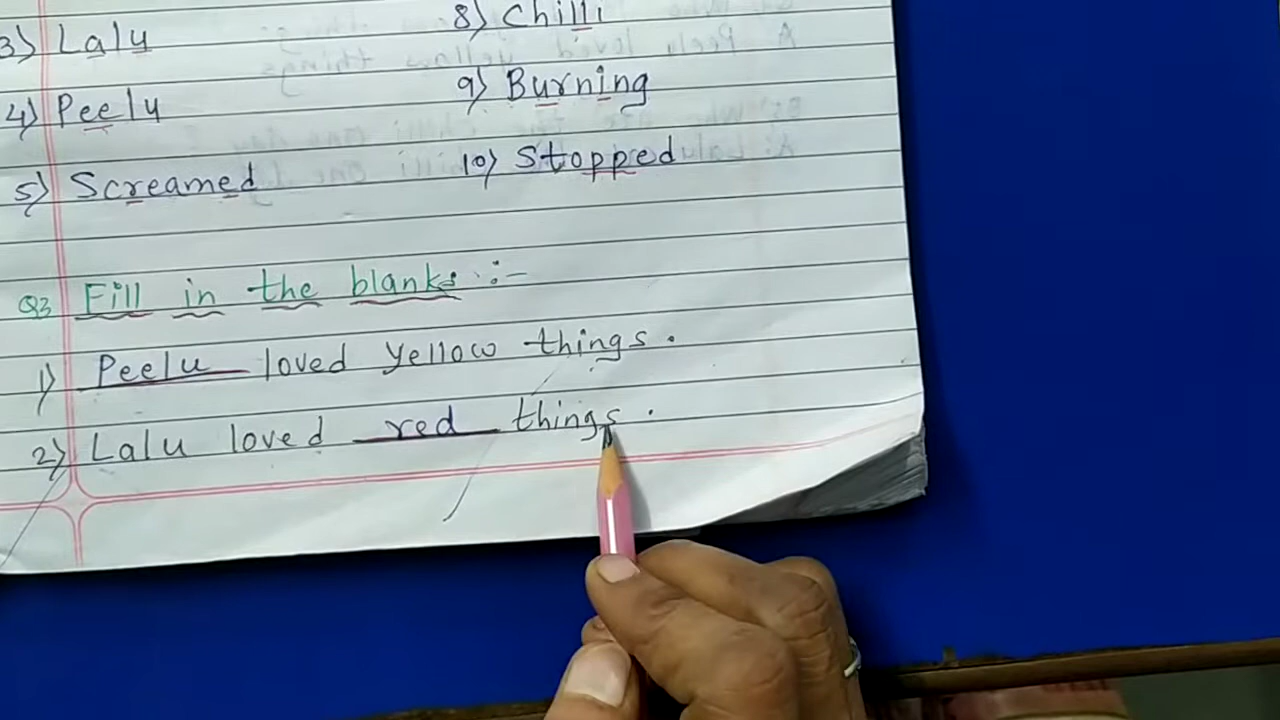 3) Lalu
8) Chilli
4) Peelu
9) Burning
5) Screamed
10) Stopped
Q3 Fill in the blanks :-
1) Peelu loved yellow things.
2) Lalu loved red things.